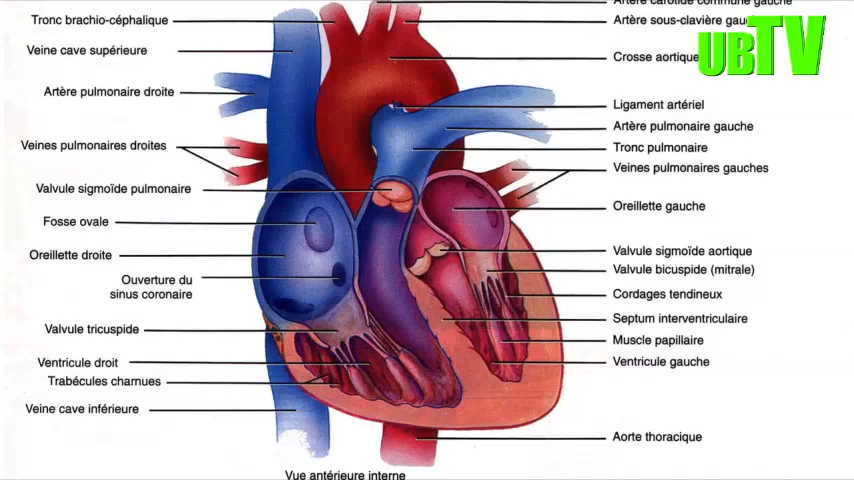 Artère carotide commune gauche
Tronc brachio-céphalique
Artère sous-clavière gau
UBTV
Veine cave supérieure
Crosse aortique
Artère pulmonaire droite
Ligament artériel
Artère pulmonaire gauche
Veines pulmonaires droites
Tronc pulmonaire
Veines pulmonaires gauches
Valvule sigmoïde pulmonaire
Oreillette gauche
Fosse ovale
Oreillette droite
Valvule sigmoïde aortique
Valvule bicuspide (mitrale)
Ouverture du
sinus coronaire
Cordages tendineux
Septum interventriculaire
Valvule tricuspide
Muscle papillaire
Ventricule droit
Ventricule gauche
Trabécules charnues
Veine cave inférieure
Aorte thoracique
Vue antérieure interne